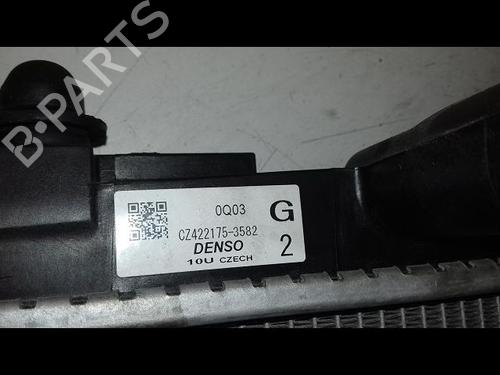 B-PARTS
0Q03
G
CZ422175-3582
DENSO
2
10U CZECH